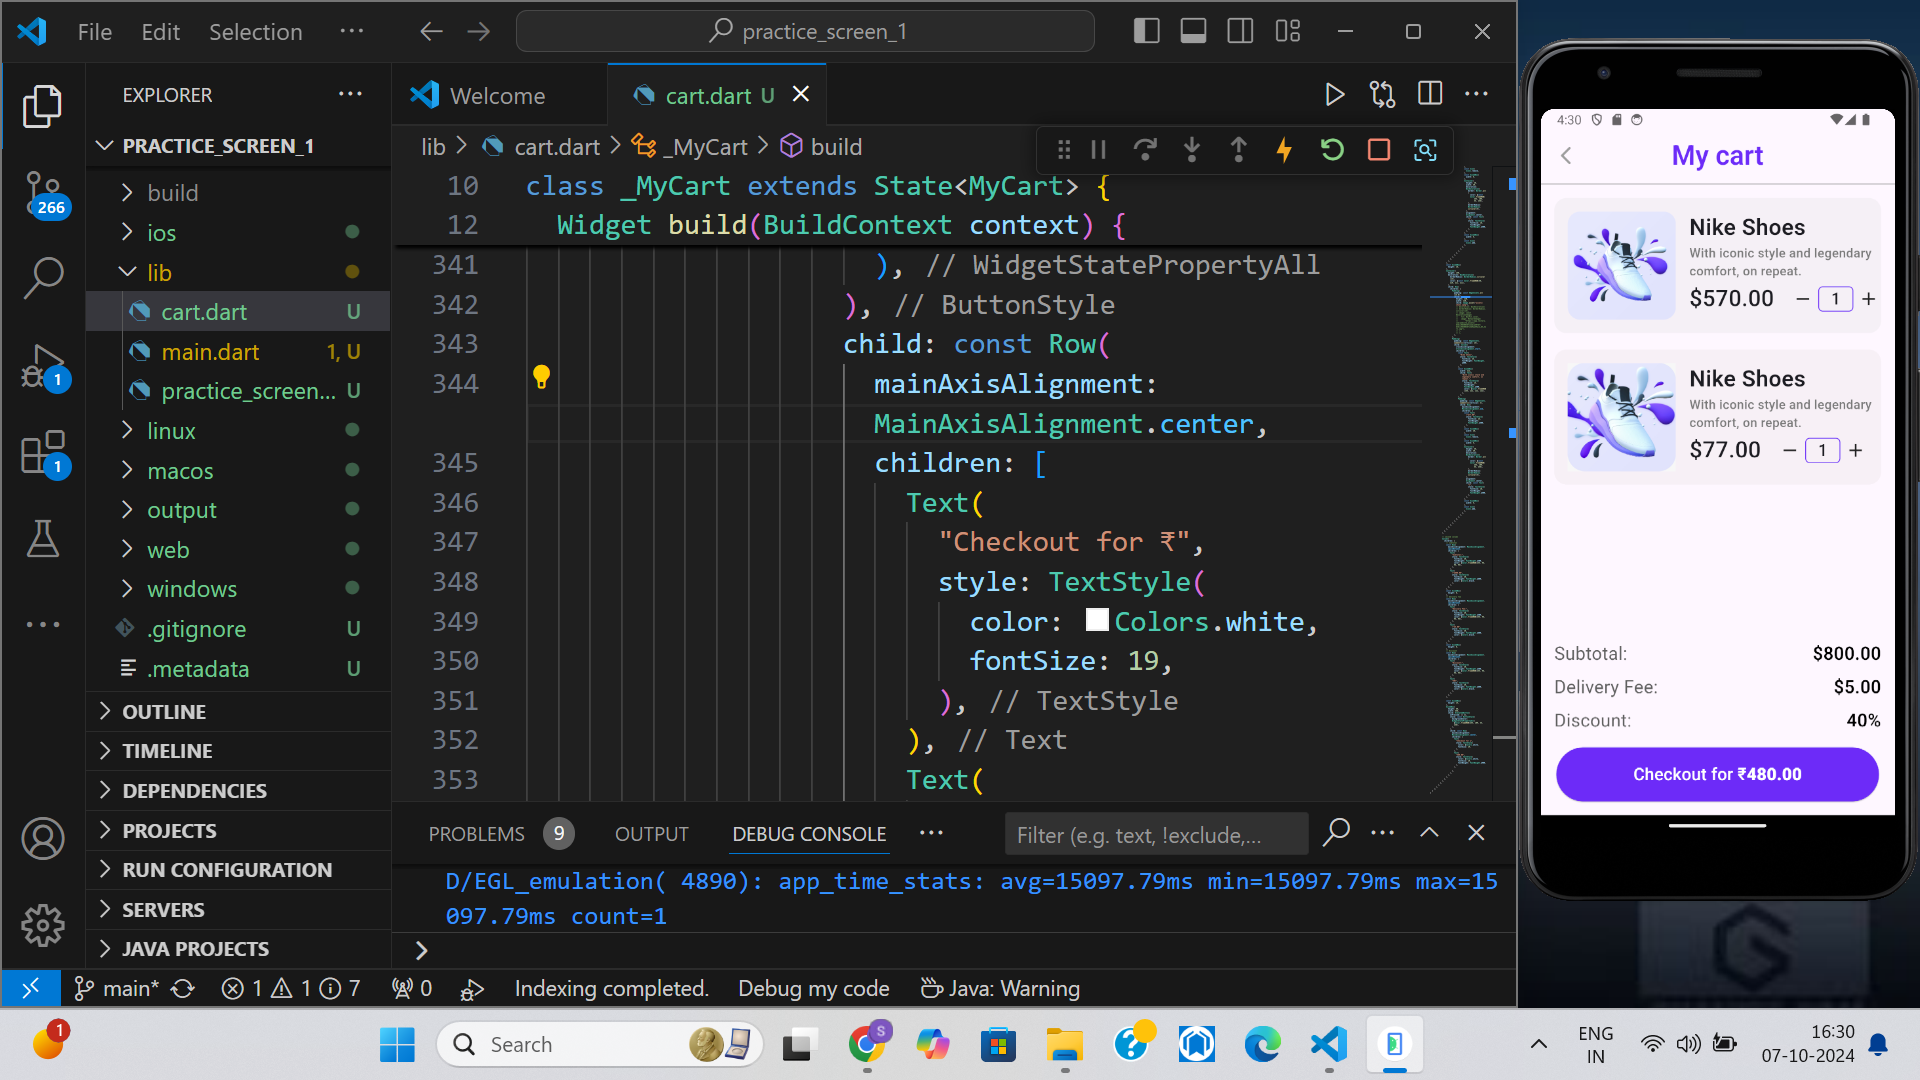 File Edit Selection ···
practice_screen_1
EXPLORER
PRACTICE_SCREEN_1
build
ios
lib
cart.dart U
main.dart 1, U
practice_screen... U
linux
macos
output
web
windows
.gitignore U
.metadata U
OUTLINE
TIMELINE
DEPENDENCIES
PROJECTS
RUN CONFIGURATION
SERVERS
JAVA PROJECTS
266
1
1
Welcome
cart.dart U
lib > cart.dart > _MyCart > build
10 class _MyCart extends State<MyCart> {
12 Widget build(BuildContext context) {
341 ), // WidgetStatePropertyAll
342 ), // ButtonStyle
343 child: const Row(
344 mainAxisAlignment:
MainAxisAlignment.center,
345 children: [
346 Text(
347 "Checkout for ₹",
348 style: TextStyle(
349 color: Colors.white,
350 fontSize: 19,
351 ), // TextStyle
352 ), // Text
353 Text(
PROBLEMS 9 OUTPUT DEBUG CONSOLE ···
Filter (e.g. text, !exclude,...
D/EGL_emulation( 4890): app_time_stats: avg=15097.79ms min=15097.79ms max=15
097.79ms count=1
>
main* 1 1 7 0 Indexing completed. Debug my code Java: Warning
4:30
My cart
Nike Shoes
With iconic style and legendary
comfort, on repeat.
$570.00 − 1 +
Nike Shoes
With iconic style and legendary
comfort, on repeat.
$77.00 − 1 +
Subtotal: $800.00
Delivery Fee: $5.00
Discount: 40%
Checkout for ₹480.00
1
Search
S
ENG
IN
16:30
07-10-2024